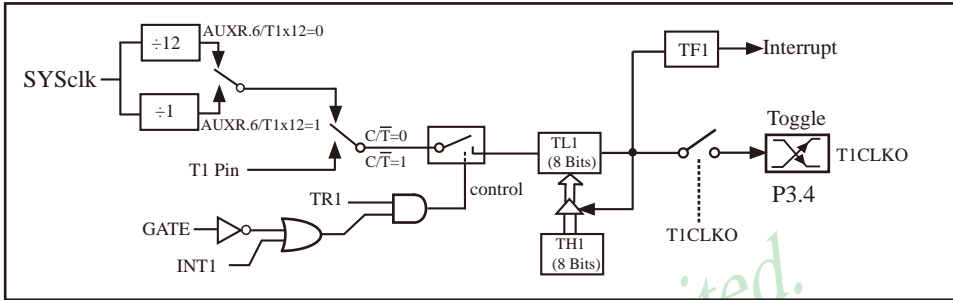 AUXR.6/T1x12=0
÷12
SYSclk
÷1
AUXR.6/T1x12=1
T1 Pin
C/T̅=0
C/T̅=1
TR1
control
GATE
INT1
TL1
(8 Bits)
TH1
(8 Bits)
TF1
Interrupt
Toggle
T1CLKO
P3.4
T1CLKO